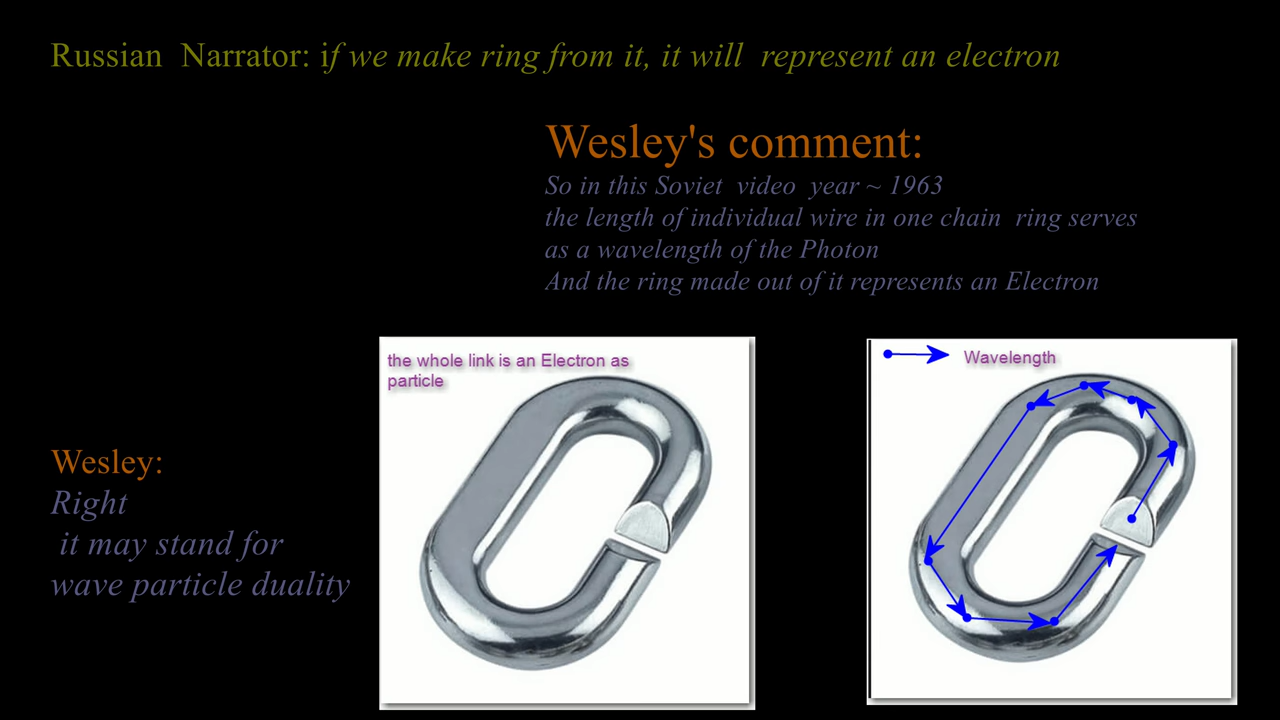 Russian Narrator: if we make ring from it, it will represent an electron
Wesley's comment:
So in this Soviet video year ~ 1963
the length of individual wire in one chain ring serves
as a wavelength of the Photon
And the ring made out of it represents an Electron
the whole link is an Electron as
particle
Wavelength
Wesley:
Right
it may stand for
wave particle duality